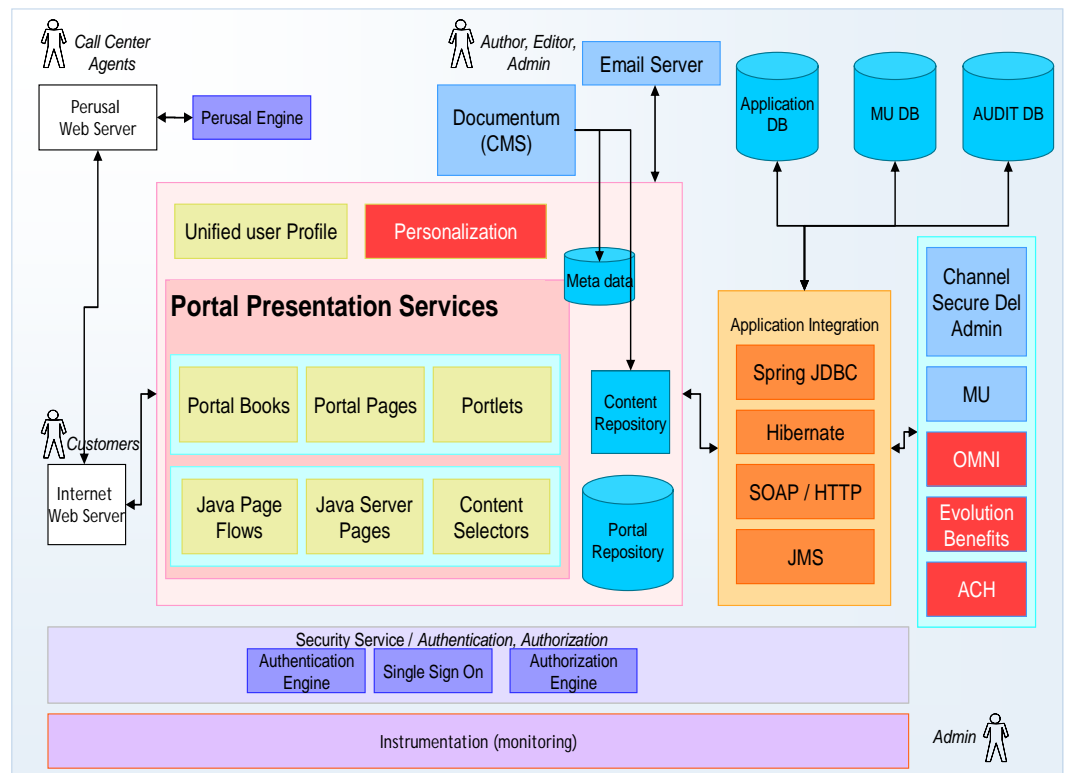 Call Center
Agents
Author, Editor,
Admin
Email Server
Perusal
Web Server
Perusal Engine
Documentum
(CMS)
Application
DB
MU DB
AUDIT DB
Unified user Profile
Personalization
Meta data
Portal Presentation Services
Portal Books
Portal Pages
Portlets
Content
Repository
Customers
Internet
Web Server
Java Page
Flows
Java Server
Pages
Content
Selectors
Portal
Repository
Application Integration
Spring JDBC
Hibernate
SOAP / HTTP
JMS
Channel
Secure Del
Admin
MU
OMNI
Evolution
Benefits
ACH
Security Service / Authentication, Authorization
Authentication
Engine
Single Sign On
Authorization
Engine
Instrumentation (monitoring)
Admin